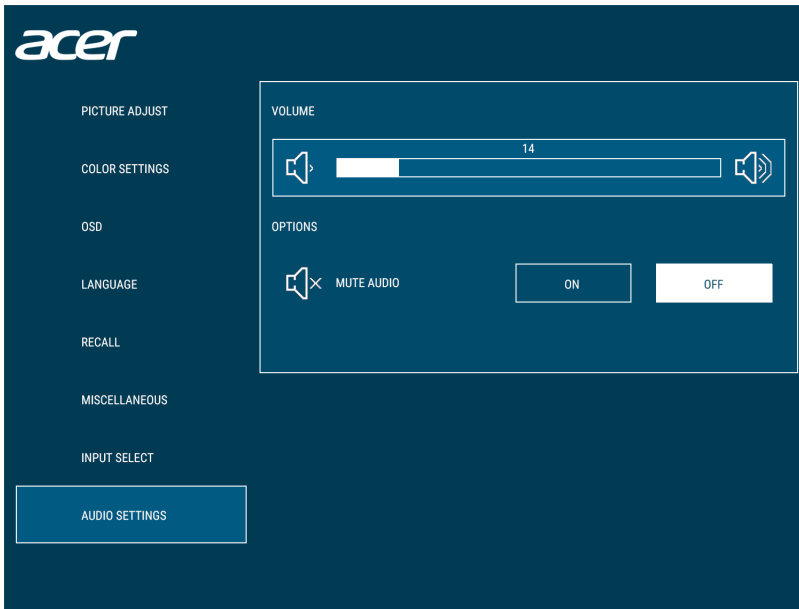 acer
PICTURE ADJUST
COLOR SETTINGS
OSD
LANGUAGE
RECALL
MISCELLANEOUS
INPUT SELECT
AUDIO SETTINGS
VOLUME
14
OPTIONS
MUTE AUDIO
ON
OFF